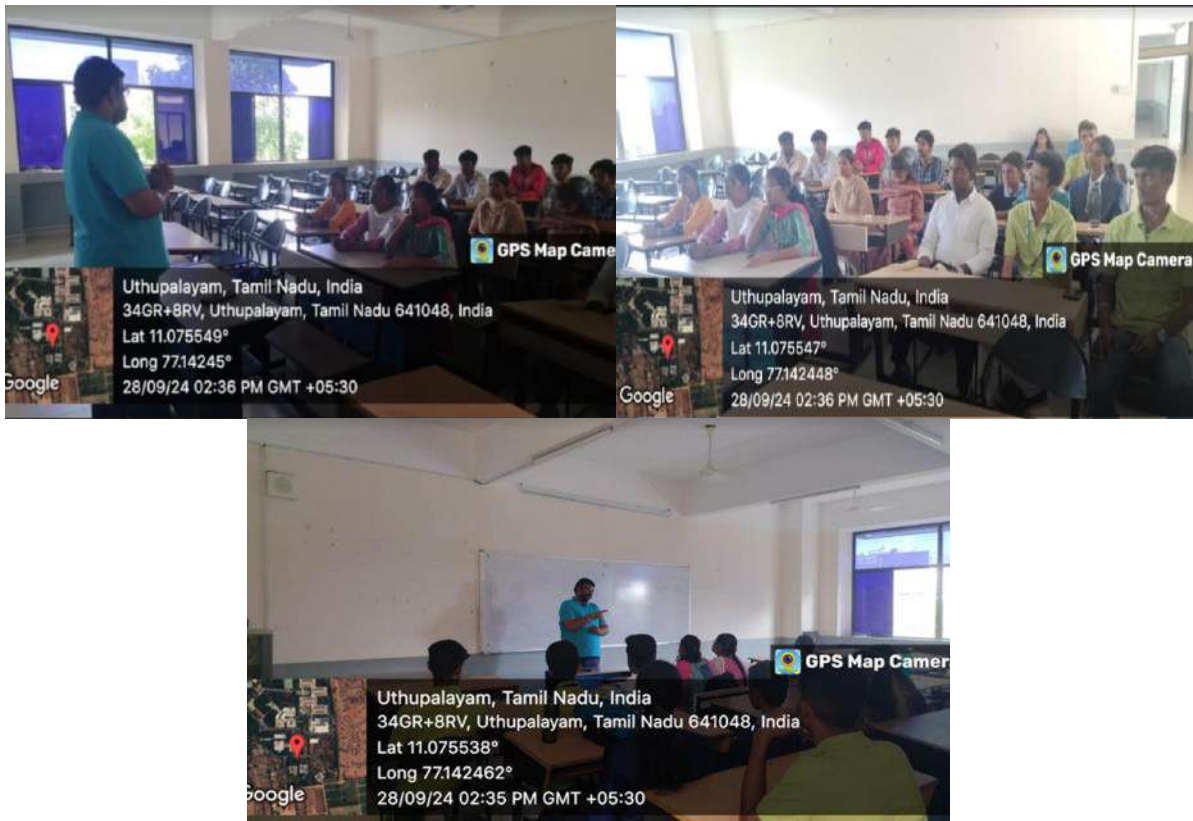 GPS Map Came
Uthupalayam, Tamil Nadu, India
34GR+8RV, Uthupalayam, Tamil Nadu 641048, India
Lat 11.075549°
Long 77.14245°
28/09/24 02:36 PM GMT +05:30
Google
GPS Map Camera
Uthupalayam, Tamil Nadu, India
34GR+8RV, Uthupalayam, Tamil Nadu 641048, India
Lat 11.075547°
Long 77.142448°
28/09/24 02:36 PM GMT +05:30
Google
GPS Map Camer
Uthupalayam, Tamil Nadu, India
34GR+8RV, Uthupalayam, Tamil Nadu 641048, India
Lat 11.075538°
Long 77.142462°
28/09/24 02:35 PM GMT +05:30
Google